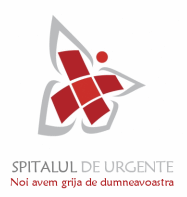 SPITALUL DE URGENTE
Noi avem grija de dumneavoastra